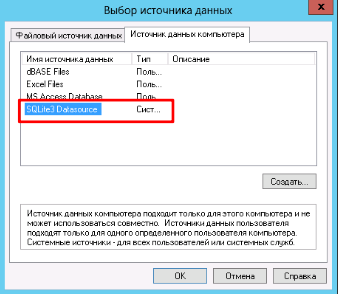 Выбор источника данных
x
Файловый источник данных Источник данных компьютера
Имя источника данных Тип Описание
dBASE Files Поль...
Excel Files Поль...
MS Access Database Поль...
SQLite3 Datasource Сист...
Создать...
Источник данных компьютера подходит только для этого компьютера и не
может использоваться совместно. Источники данных пользователя
подходят только для одного определенного пользователя компьютера.
Системные источники - для всех пользователей или системных служб.
OK Отмена Справка